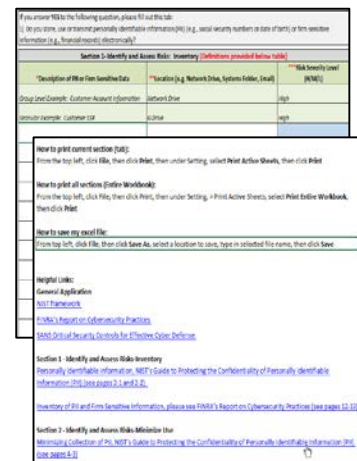 If you answer YES to the following question, please fill out this tab:
1) do you store, use or transmit personally identifiable information (PII) (e.g., social security numbers or date of birth) or firm sensitive
information (e.g., financial records) electronically?
Section 1- Identify and Assess Risks: Inventory (Definitions provided below table)
*Description of PII or Firm Sensitive Data
**Location (e.g. Network Drive, Systems Folder, Email)
***Risk Severity Level
(H/M/L)
Group Level Example: Customer Account Information
Network Drive
High
Granular Example: Customer SSN
G:Drive
High
How to print current section (tab):
From the top left, click File, then click Print, then under Setting, select Print Active Sheets, then click Print
How to print all sections (Entire Workbook):
From the top left, click File, then click Print, then under Setting, > Print Active Sheets, select Print Entire Workbook,
then click Print
How to save my excel file:
From top left, click File, then click Save As, select a location to save, type in selected file name, then click Save
Helpful Links:
General Application
NIST Framework
FINRA's Report on Cybersecurity Practices
SANS Critical Security Controls for Effective Cyber Defense
Section 1 - Identify and Assess Risks-Inventory
Personally Identifiable Information, NIST's Guide to Protecting the Confidentiality of Personally Identifiable
Information (PII) (see pages 2-1 and 2-2)
Inventory of PII and Firm Sensitive Information, please see FINRA's Report on Cybersecurity Practices (see pages 12-13)
Section 2 - Identify and Assess Risks-Minimize Use
Minimizing Collection of PII, NIST's Guide to Protecting the Confidentiality of Personally Identifiable Information (PII)
(see pages 4-3)